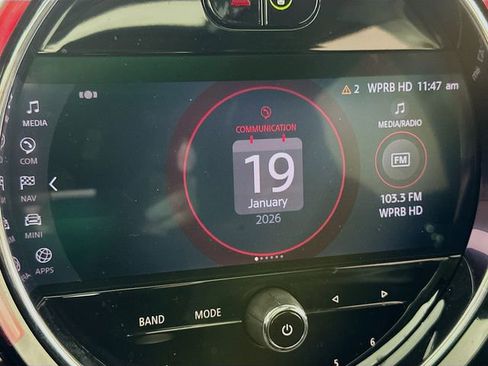 2 WPRB HD 11:47 am
MEDIA
COM
NAV
MINI
APPS
COMMUNICATION
19
January
2026
MEDIA/RADIO
FM
103.3 FM
WPRB HD
BAND
MODE
5
6